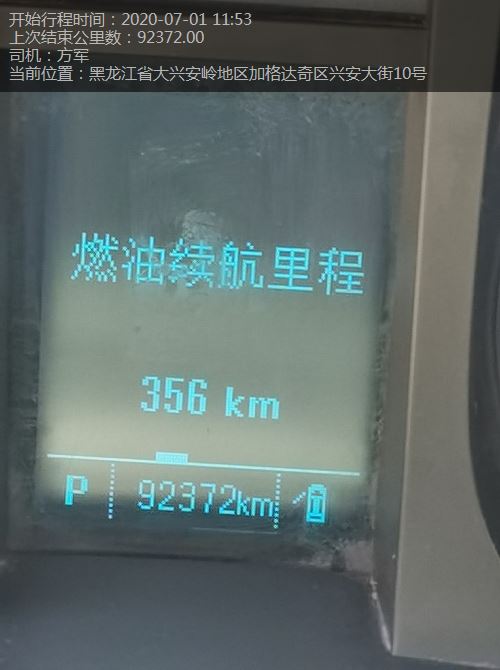 开始行程时间：2020-07-01 11:53
上次结束公里数：92372.00
司机：方军
当前位置：黑龙江省大兴安岭地区加格达奇区兴安大街10号
燃油续航里程
356 km
P 92372km